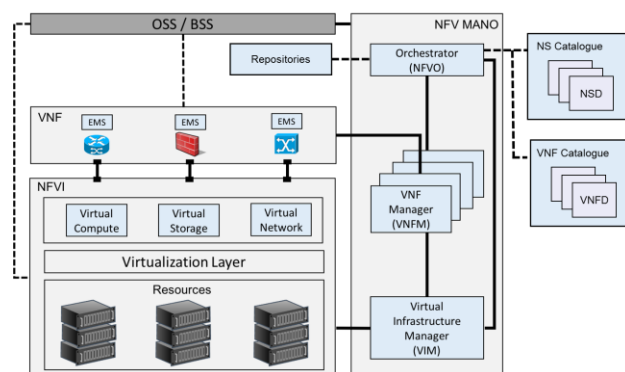 OSS / BSS
NFV MANO
Repositories
Orchestrator
(NFVO)
NS Catalogue
NSD
VNF
EMS
EMS
EMS
VNF Catalogue
VNFD
NFVI
Virtual
Compute
Virtual
Storage
Virtual
Network
VNF
Manager
(VNFM)
Virtualization Layer
Resources
Virtual
Infrastructure
Manager
(VIM)